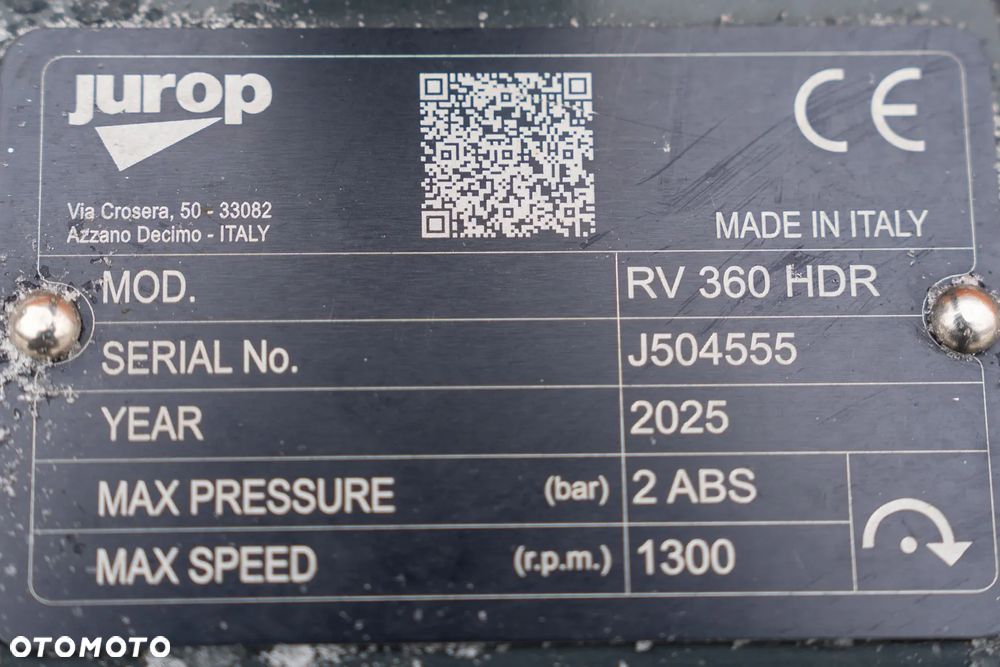 jurop
CE
Via Crosera, 50 - 33082
Azzano Decimo - ITALY
MADE IN ITALY
MOD. RV 360 HDR
SERIAL No. J504555
YEAR 2025
MAX PRESSURE (bar) 2 ABS
MAX SPEED (r.p.m.) 1300
OTOMOTO